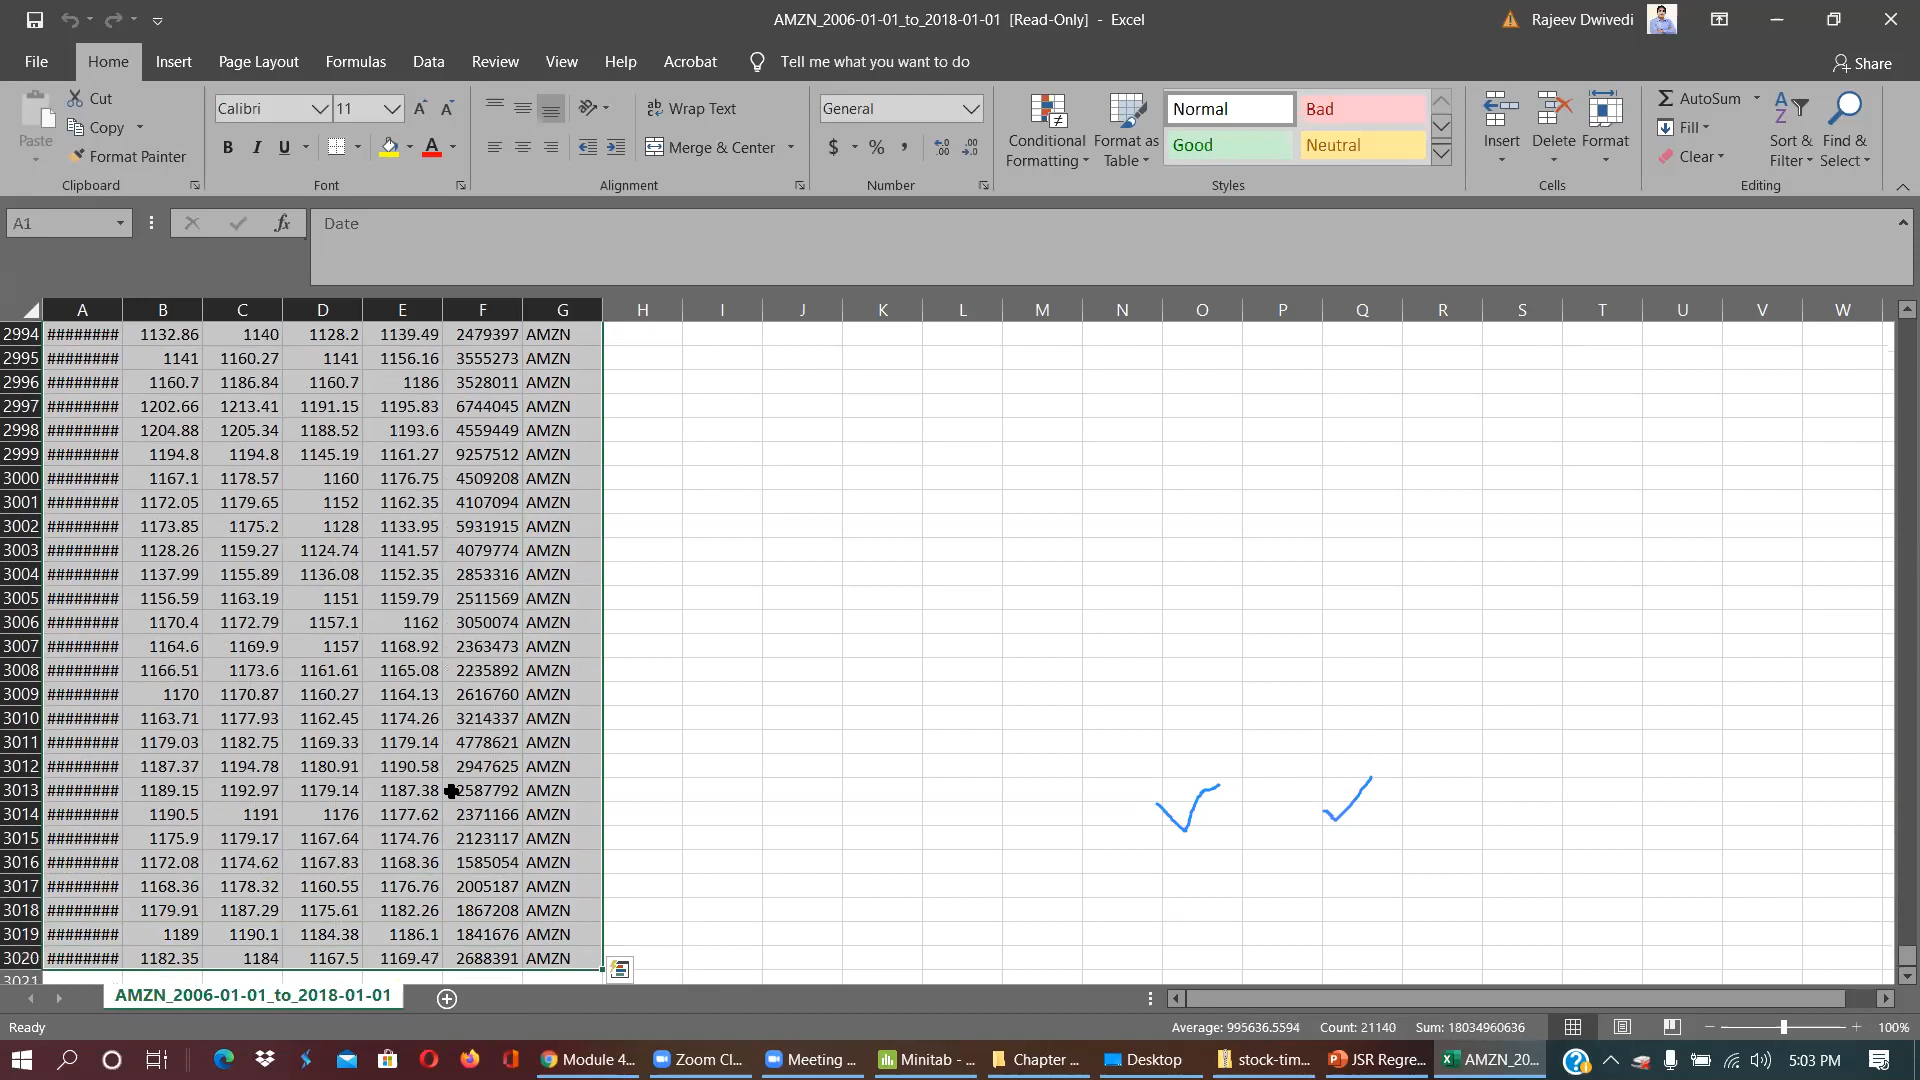 AMZN_2006-01-01_to_2018-01-01 [Read-Only] - Excel
Rajeev Dwivedi
File Home Insert Page Layout Formulas Data Review View Help Acrobat Tell me what you want to do Share
Paste
Cut
Copy
Format Painter
Clipboard
Calibri 11
B I U A
Font
Wrap Text
Merge & Center
Alignment
General
$ % ,
Number
Conditional Formatting
Format as Table
Normal Bad
Good Neutral
Styles
Insert Delete Format
Cells
AutoSum
Fill
Clear
Sort & Filter
Find & Select
Editing
A1 fx Date
A B C D E F G H I J K L M N O P Q R S T U V W
2994 ######## 1132.86 1140 1128.2 1139.49 2479397 AMZN
2995 ######## 1141 1160.27 1141 1156.16 3555273 AMZN
2996 ######## 1160.7 1186.84 1160.7 1186 3528011 AMZN
2997 ######## 1202.66 1213.41 1191.15 1195.83 6744045 AMZN
2998 ######## 1204.88 1205.34 1188.52 1193.6 4559449 AMZN
2999 ######## 1194.8 1194.8 1145.19 1161.27 9257512 AMZN
3000 ######## 1167.1 1178.57 1160 1176.75 4509208 AMZN
3001 ######## 1172.05 1179.65 1152 1162.35 4107094 AMZN
3002 ######## 1173.85 1175.2 1128 1133.95 5931915 AMZN
3003 ######## 1128.26 1159.27 1124.74 1141.57 4079774 AMZN
3004 ######## 1137.99 1155.89 1136.08 1152.35 2853316 AMZN
3005 ######## 1156.59 1163.19 1151 1159.79 2511569 AMZN
3006 ######## 1170.4 1172.79 1157.1 1162 3050074 AMZN
3007 ######## 1164.6 1169.9 1157 1168.92 2363473 AMZN
3008 ######## 1166.51 1173.6 1161.61 1165.08 2235892 AMZN
3009 ######## 1170 1170.87 1160.27 1164.13 2616760 AMZN
3010 ######## 1163.71 1177.93 1162.45 1174.26 3214337 AMZN
3011 ######## 1179.03 1182.75 1169.33 1179.14 4778621 AMZN
3012 ######## 1187.37 1194.78 1180.91 1190.58 2947625 AMZN
3013 ######## 1189.15 1192.97 1179.14 1187.38 2587792 AMZN
3014 ######## 1190.5 1191 1176 1177.62 2371166 AMZN
3015 ######## 1175.9 1179.17 1167.64 1174.76 2123117 AMZN
3016 ######## 1172.08 1174.62 1167.83 1168.36 1585054 AMZN
3017 ######## 1168.36 1178.32 1160.55 1176.76 2005187 AMZN
3018 ######## 1179.91 1187.29 1175.61 1182.26 1867208 AMZN
3019 ######## 1189 1190.1 1184.38 1186.1 1841676 AMZN
3020 ######## 1182.35 1184 1167.5 1169.47 2688391 AMZN
3021
AMZN_2006-01-01_to_2018-01-01
Ready Average: 995636.5594 Count: 21140 Sum: 18034960636 100%
Module 4... Zoom Cl... Meeting ... Minitab - ... Chapter ... Desktop stock-tim... JSR Regre... AMZN_20... 5:03 PM